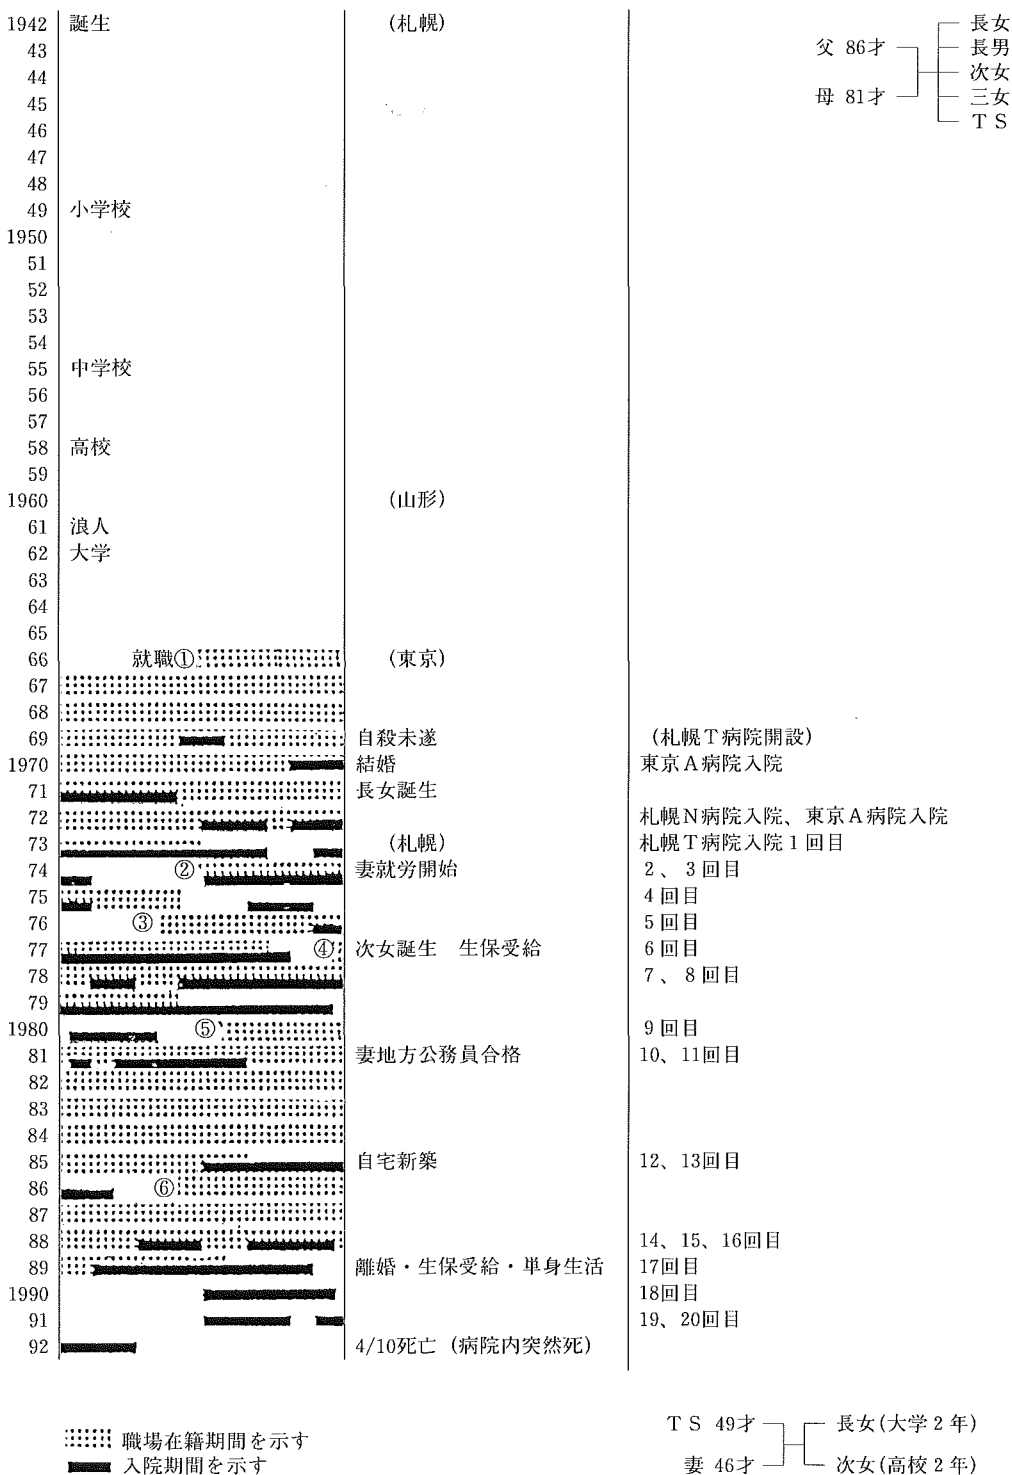 1942 誕生 (札幌) 長女
43 父 86才 長男
44 次女
45 母 81才 三女
46 TS
47
48
49 小学校
1950
51
52
53
54
55 中学校
56
57
58 高校
59
1960 (山形)
61 浪人
62 大学
63
64
65
66 就職① (東京)
67
68
69 自殺未遂 (札幌T病院開設)
1970 結婚 東京A病院入院
71 長女誕生
72 札幌N病院入院、東京A病院入院
73 (札幌) 札幌T病院入院1回目
74 ② 妻就労開始 2、3回目
75 4回目
76 ③ 5回目
77 ④ 次女誕生 生保受給 6回目
78 7、8回目
79
1980 ⑤ 9回目
81 妻地方公務員合格 10、11回目
82
83
84
85 自宅新築 12、13回目
86 ⑥
87
88 14、15、16回目
89 離婚・生保受給・単身生活 17回目
1990 18回目
91 19、20回目
92 4/10死亡 (病院内突然死)
職場在籍期間を示す
入院期間を示す
TS 49才 長女(大学2年)
妻 46才 次女(高校2年)